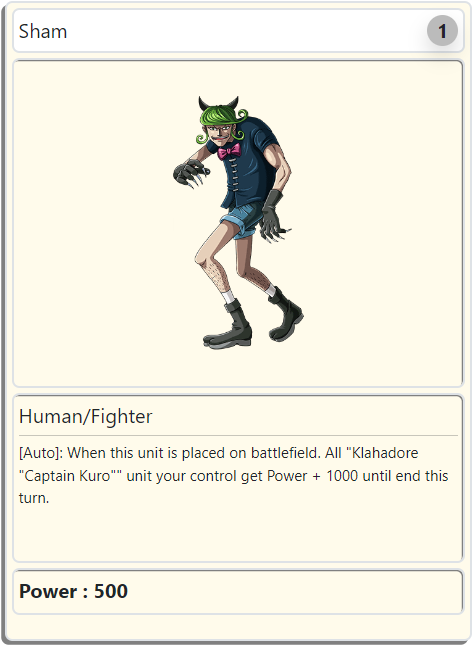 Sham
1
Human/Fighter
[Auto]: When this unit is placed on battlefield. All "Klahadore
"Captain Kuro"" unit your control get Power + 1000 until end this
turn.
Power : 500